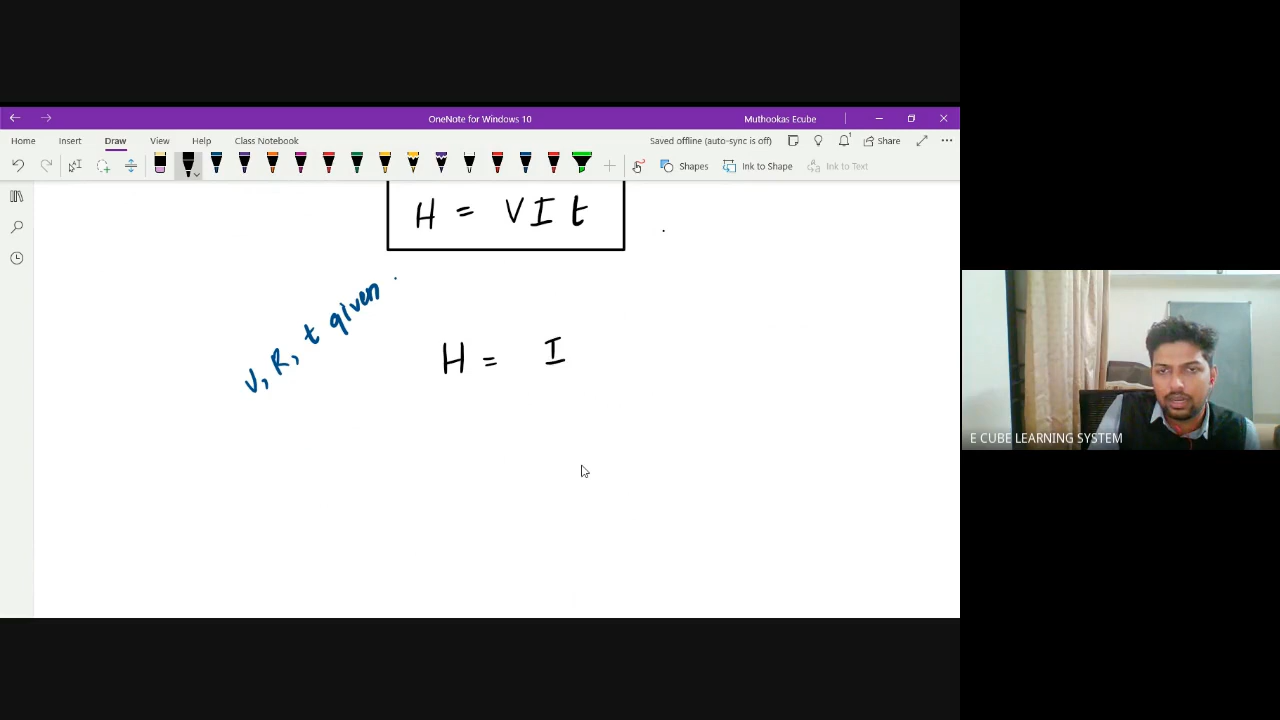 OneNote for Windows 10
Muthookas Ecube
Home Insert Draw View Help Class Notebook
Saved offline (auto-sync is off)
Share
Shapes
Ink to Shape
Ink to Text
H = VIt
V, R, t given
H = I
E CUBE LEARNING SYSTEM